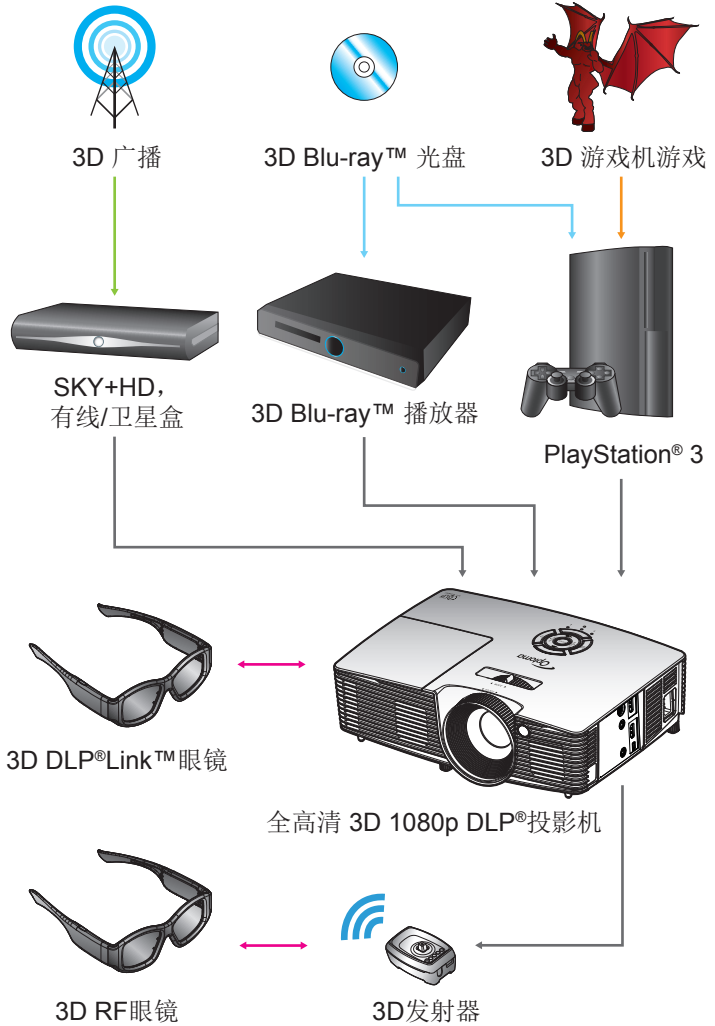 3D 广播
3D Blu-ray™ 光盘
3D 游戏机游戏
SKY+HD，
有线/卫星盒
3D Blu-ray™ 播放器
PlayStation® 3
Optoma
3D DLP®Link™眼镜
全高清 3D 1080p DLP®投影机
3D RF眼镜
3D发射器